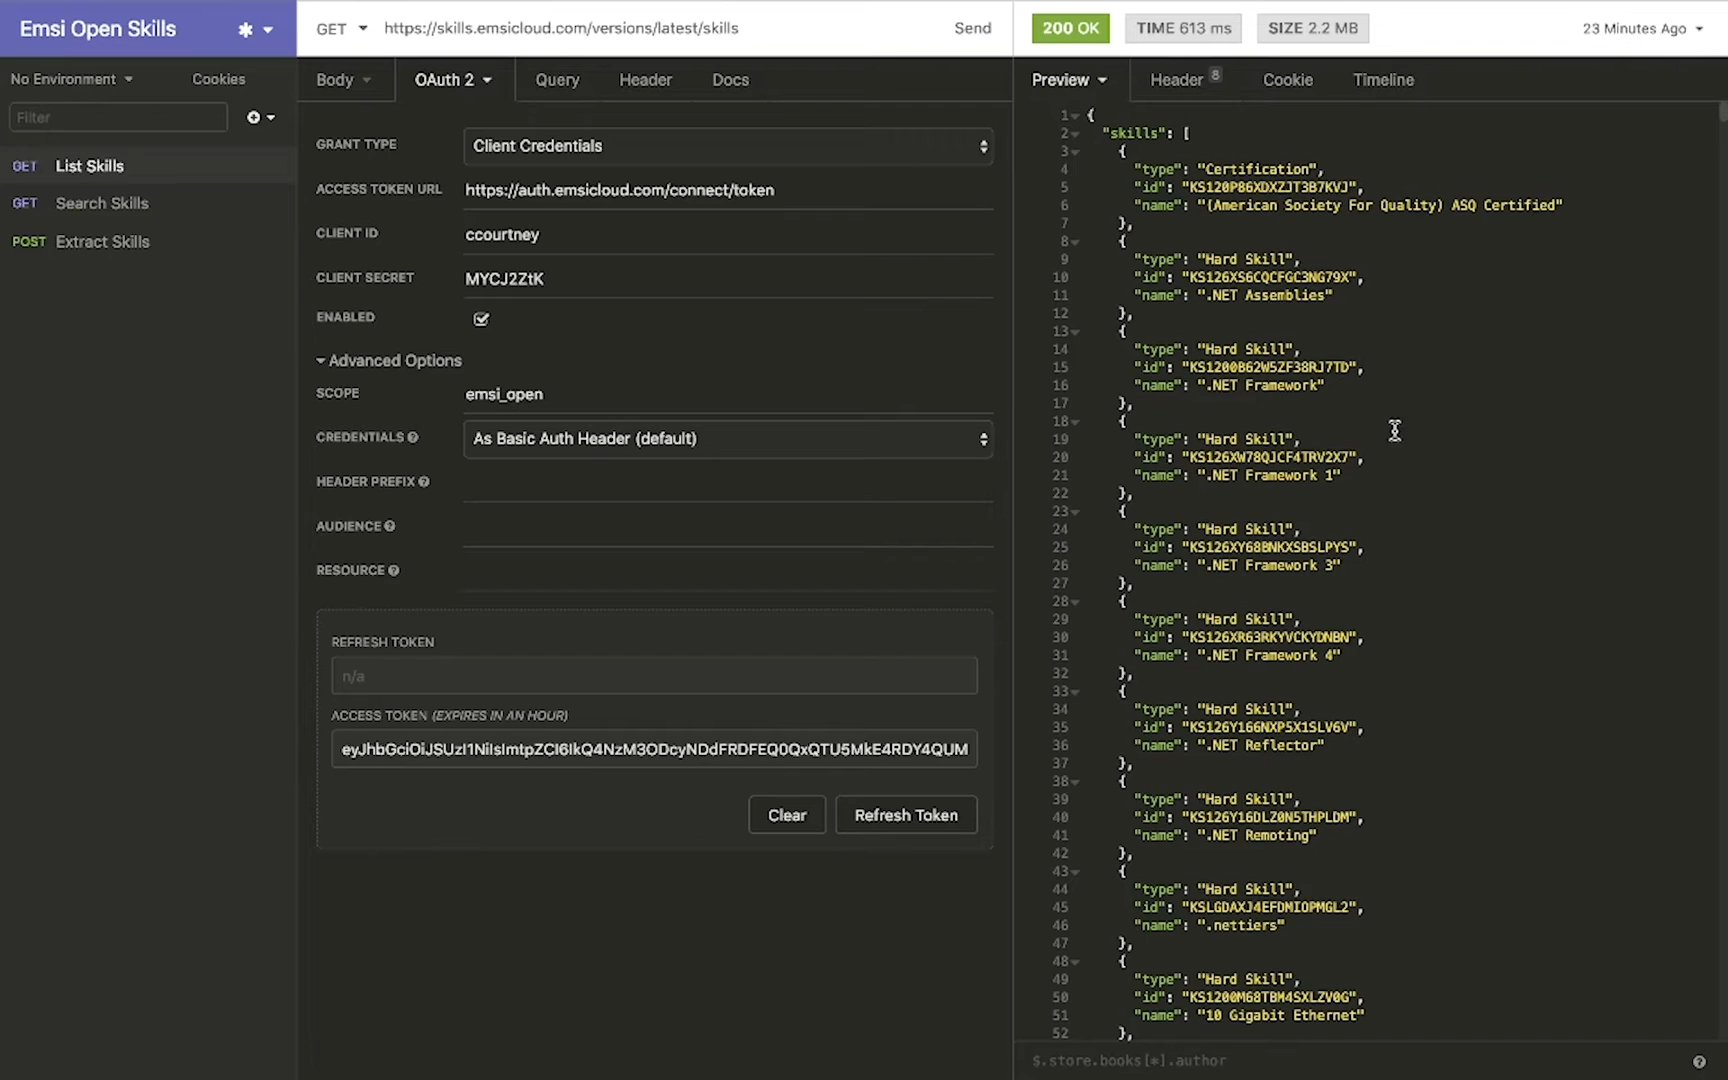 Emsi Open Skills
GET https://skills.emsicloud.com/versions/latest/skills Send
200 OK TIME 613 ms SIZE 2.2 MB 23 Minutes Ago
No Environment Cookies
Filter
GET List Skills
GET Search Skills
POST Extract Skills
Body OAuth 2 Query Header Docs
GRANT TYPE Client Credentials
ACCESS TOKEN URL https://auth.emsicloud.com/connect/token
CLIENT ID ccourtney
CLIENT SECRET MYCJ2ZtK
ENABLED
Advanced Options
SCOPE emsi_open
CREDENTIALS As Basic Auth Header (default)
HEADER PREFIX
AUDIENCE
RESOURCE
REFRESH TOKEN
n/a
ACCESS TOKEN (EXPIRES IN AN HOUR)
eyJhbGciOiJSUzI1NiIsImtpZCI6IkQ4NzM3ODcyNDdFRDFEQ0QxQTU5MkE4RDY4QUM
Clear Refresh Token
Preview Header 8 Cookie Timeline
1 {
2 "skills": [
3 {
4 "type": "Certification",
5 "id": "KS120P86XDXZJT3B7KVJ",
6 "name": "(American Society For Quality) ASQ Certified"
7 },
8 {
9 "type": "Hard Skill",
10 "id": "KS126XS6CQCFGC3NG79X",
11 "name": ".NET Assemblies"
12 },
13 {
14 "type": "Hard Skill",
15 "id": "KS1200B62W5ZF38RJ7TD",
16 "name": ".NET Framework"
17 },
18 {
19 "type": "Hard Skill",
20 "id": "KS126XW78QJCF4TRV2X7",
21 "name": ".NET Framework 1"
22 },
23 {
24 "type": "Hard Skill",
25 "id": "KS126XY68BNKXSBSLPYS",
26 "name": ".NET Framework 3"
27 },
28 {
29 "type": "Hard Skill",
30 "id": "KS126XR63RKYVCKYDNBN",
31 "name": ".NET Framework 4"
32 },
33 {
34 "type": "Hard Skill",
35 "id": "KS126Y166NXP5X1SLV6V",
36 "name": ".NET Reflector"
37 },
38 {
39 "type": "Hard Skill",
40 "id": "KS126Y16DLZ0N5THPLDM",
41 "name": ".NET Remoting"
42 },
43 {
44 "type": "Hard Skill",
45 "id": "KSLGDAXJ4EFDMIOPMGL2",
46 "name": ".nettiers"
47 },
48 {
49 "type": "Hard Skill",
50 "id": "KS1200M68TBM4SXLZV0G",
51 "name": "10 Gigabit Ethernet"
52 },
$.store.books[*].author